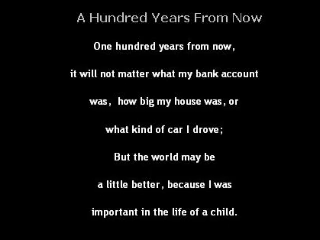 A Hundred Years From Now
One hundred years from now,
it will not matter what my bank account
was, how big my house was, or
what kind of car I drove;
But the world may be
a little better, because I was
important in the life of a child.